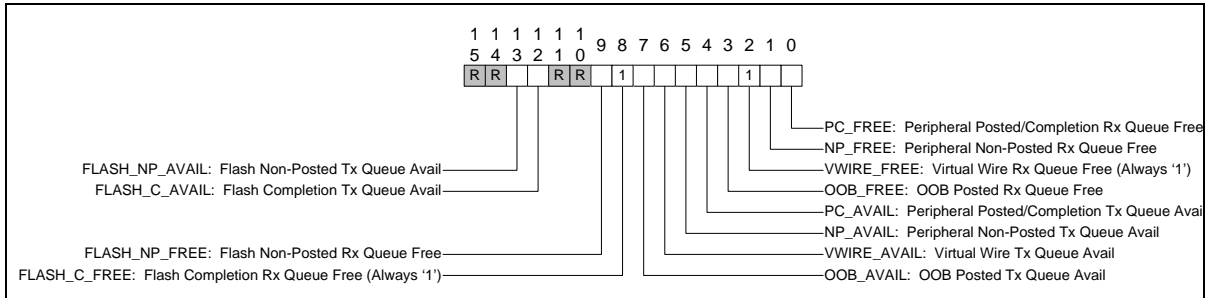 1 1 1 1 1 1
5 4 3 2 1 0 9 8 7 6 5 4 3 2 1 0
R R R R 1 1
PC_FREE: Peripheral Posted/Completion Rx Queue Free
NP_FREE: Peripheral Non-Posted Rx Queue Free
FLASH_NP_AVAIL: Flash Non-Posted Tx Queue Avail
VWIRE_FREE: Virtual Wire Rx Queue Free (Always ‘1’)
FLASH_C_AVAIL: Flash Completion Tx Queue Avail
OOB_FREE: OOB Posted Rx Queue Free
PC_AVAIL: Peripheral Posted/Completion Tx Queue Avai
NP_AVAIL: Peripheral Non-Posted Tx Queue Avail
FLASH_NP_FREE: Flash Non-Posted Rx Queue Free
VWIRE_AVAIL: Virtual Wire Tx Queue Avail
FLASH_C_FREE: Flash Completion Rx Queue Free (Always ‘1’)
OOB_AVAIL: OOB Posted Tx Queue Avail